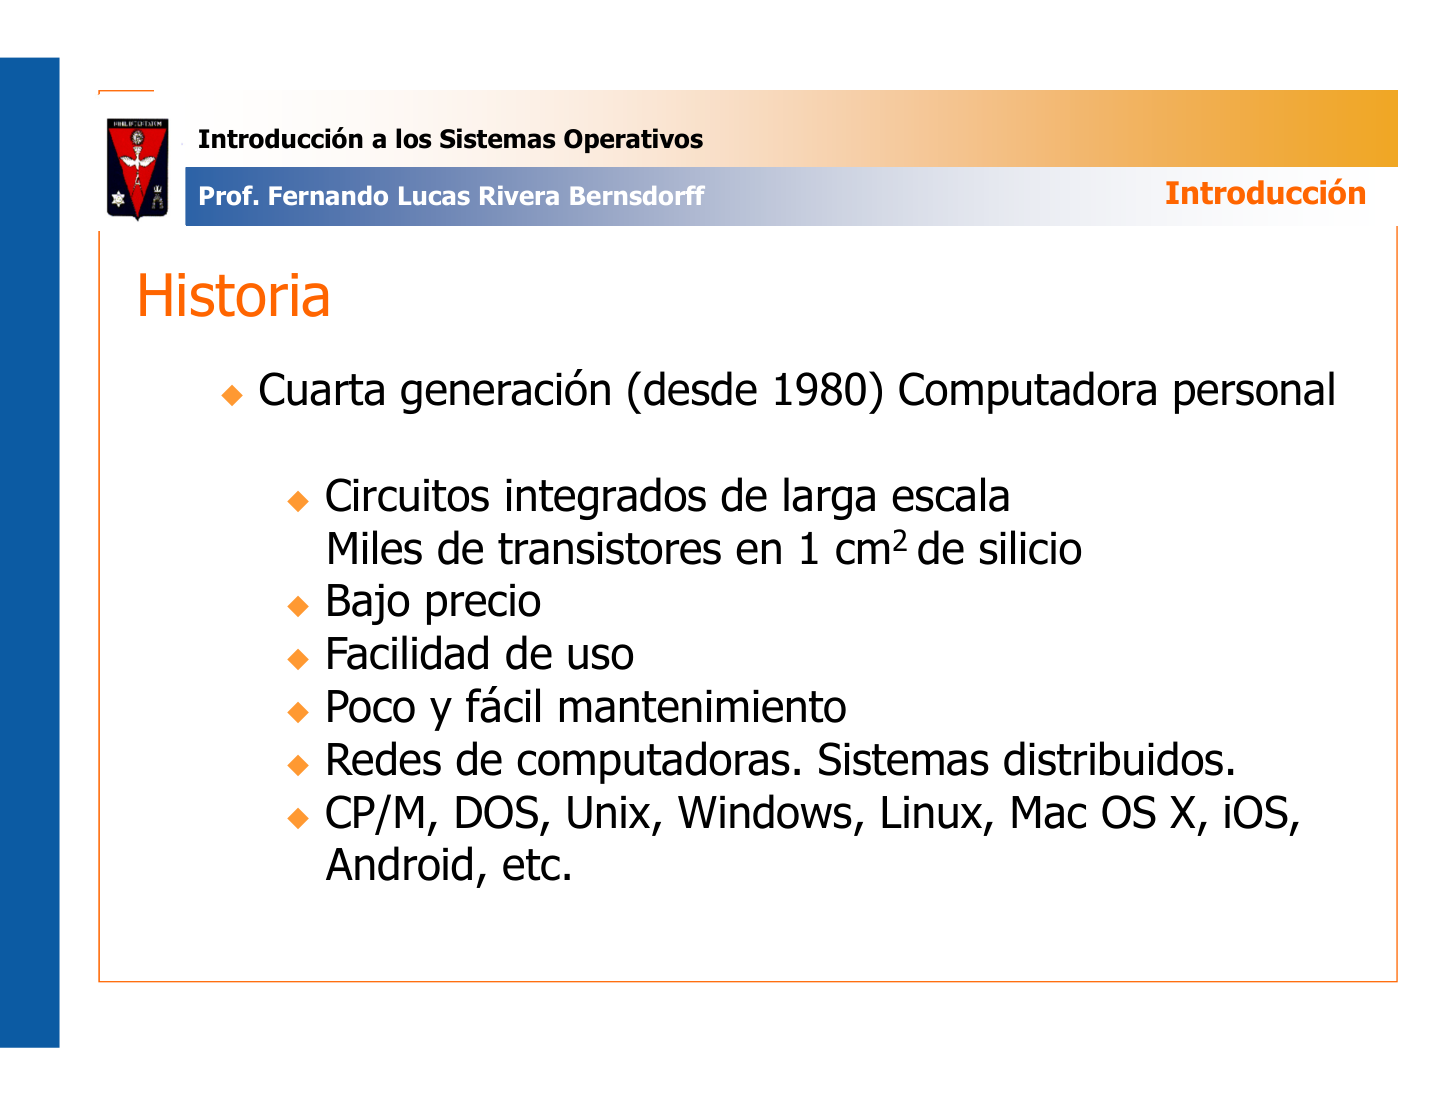 Introducción a los Sistemas Operativos
Prof. Fernando Lucas Rivera Bernsdorff
Introducción
Historia
Cuarta generación (desde 1980) Computadora personal
Circuitos integrados de larga escala
Miles de transistores en 1 cm² de silicio
Bajo precio
Facilidad de uso
Poco y fácil mantenimiento
Redes de computadoras. Sistemas distribuidos.
CP/M, DOS, Unix, Windows, Linux, Mac OS X, iOS,
Android, etc.